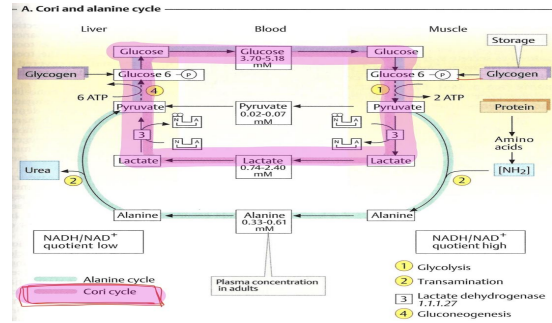 A. Cori and alanine cycle
Liver Blood Muscle
Storage
Glucose Glucose Glucose
3.70-5.18
mM
Glycogen Glucose 6 P Glucose 6 P Glycogen
4 1
6 ATP 2 ATP
Pyruvate Pyruvate Pyruvate Protein
0.02-0.07
mM
N A N A
3 3
N A N A
Amino
acids
Lactate Lactate Lactate
0.74-2.40
mM
Urea [NH2]
2 2
Alanine Alanine Alanine
0.33-0.61
mM
NADH/NAD+
quotient low
NADH/NAD+
quotient high
Alanine cycle
Cori cycle
Plasma concentration
in adults
1 Glycolysis
2 Transamination
3 Lactate dehydrogenase
1.1.1.27
4 Gluconeogenesis